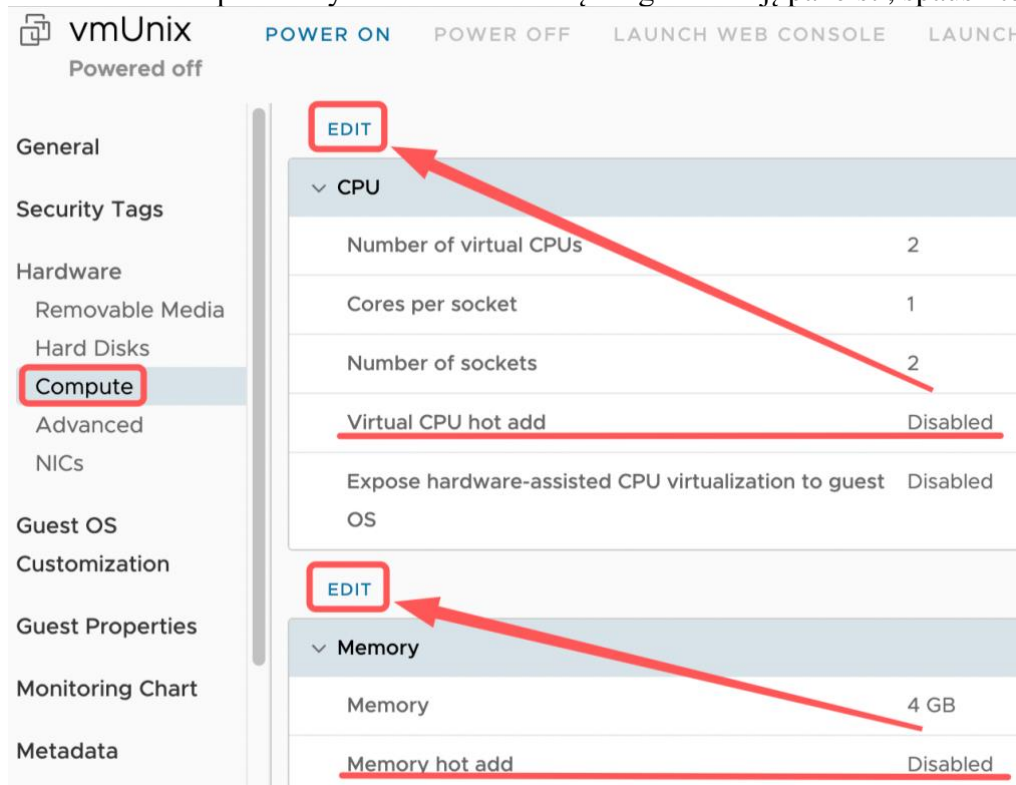 vmUnix
POWER ON POWER OFF LAUNCH WEB CONSOLE LAUNCH
Powered off
General
Security Tags
Hardware
Removable Media
Hard Disks
Compute
Advanced
NICs
Guest OS
Customization
Guest Properties
Monitoring Chart
Metadata
EDIT
CPU
Number of virtual CPUs 2
Cores per socket 1
Number of sockets 2
Virtual CPU hot add Disabled
Expose hardware-assisted CPU virtualization to guest Disabled
OS
EDIT
Memory
Memory 4 GB
Memory hot add Disabled